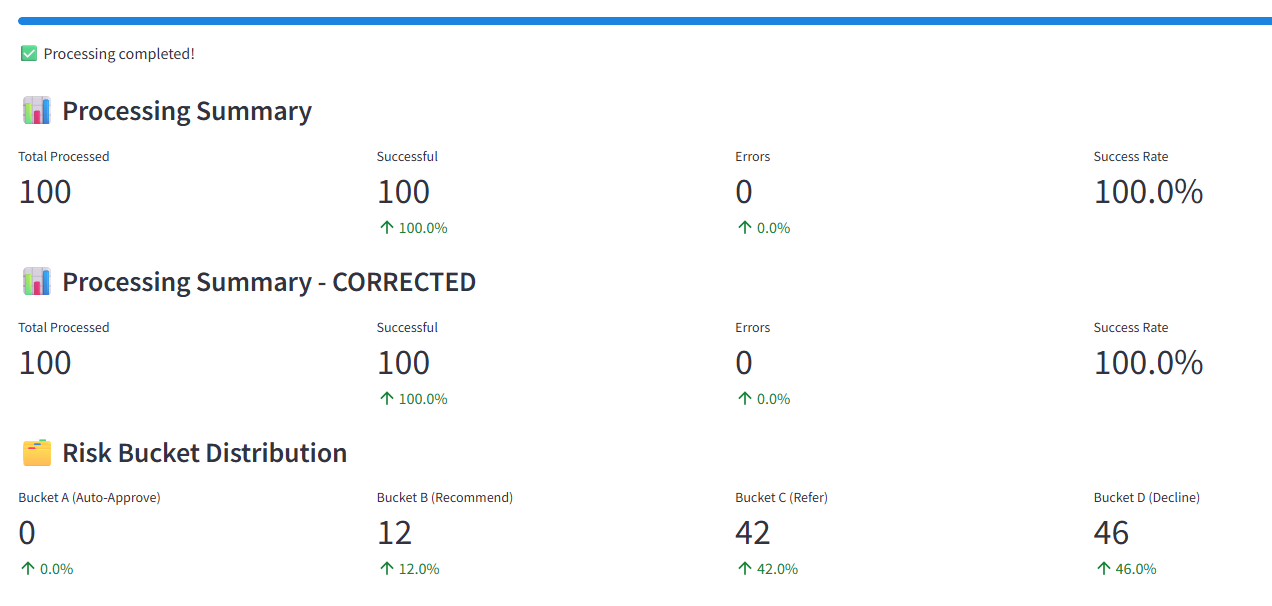 Processing completed!
Processing Summary
Total Processed Successful Errors Success Rate
100 100 0 100.0%
↑ 100.0% ↑ 0.0%
Processing Summary - CORRECTED
Total Processed Successful Errors Success Rate
100 100 0 100.0%
↑ 100.0% ↑ 0.0%
Risk Bucket Distribution
Bucket A (Auto-Approve) Bucket B (Recommend) Bucket C (Refer) Bucket D (Decline)
0 12 42 46
↑ 0.0% ↑ 12.0% ↑ 42.0% ↑ 46.0%